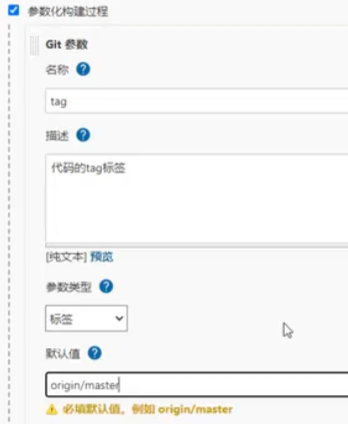 参数化构建过程
Git 参数
名称 ?
tag
描述 ?
代码的tag标签
[纯文本] 预览
参数类型 ?
标签
默认值 ?
origin/master
必填默认值。例如 origin/master